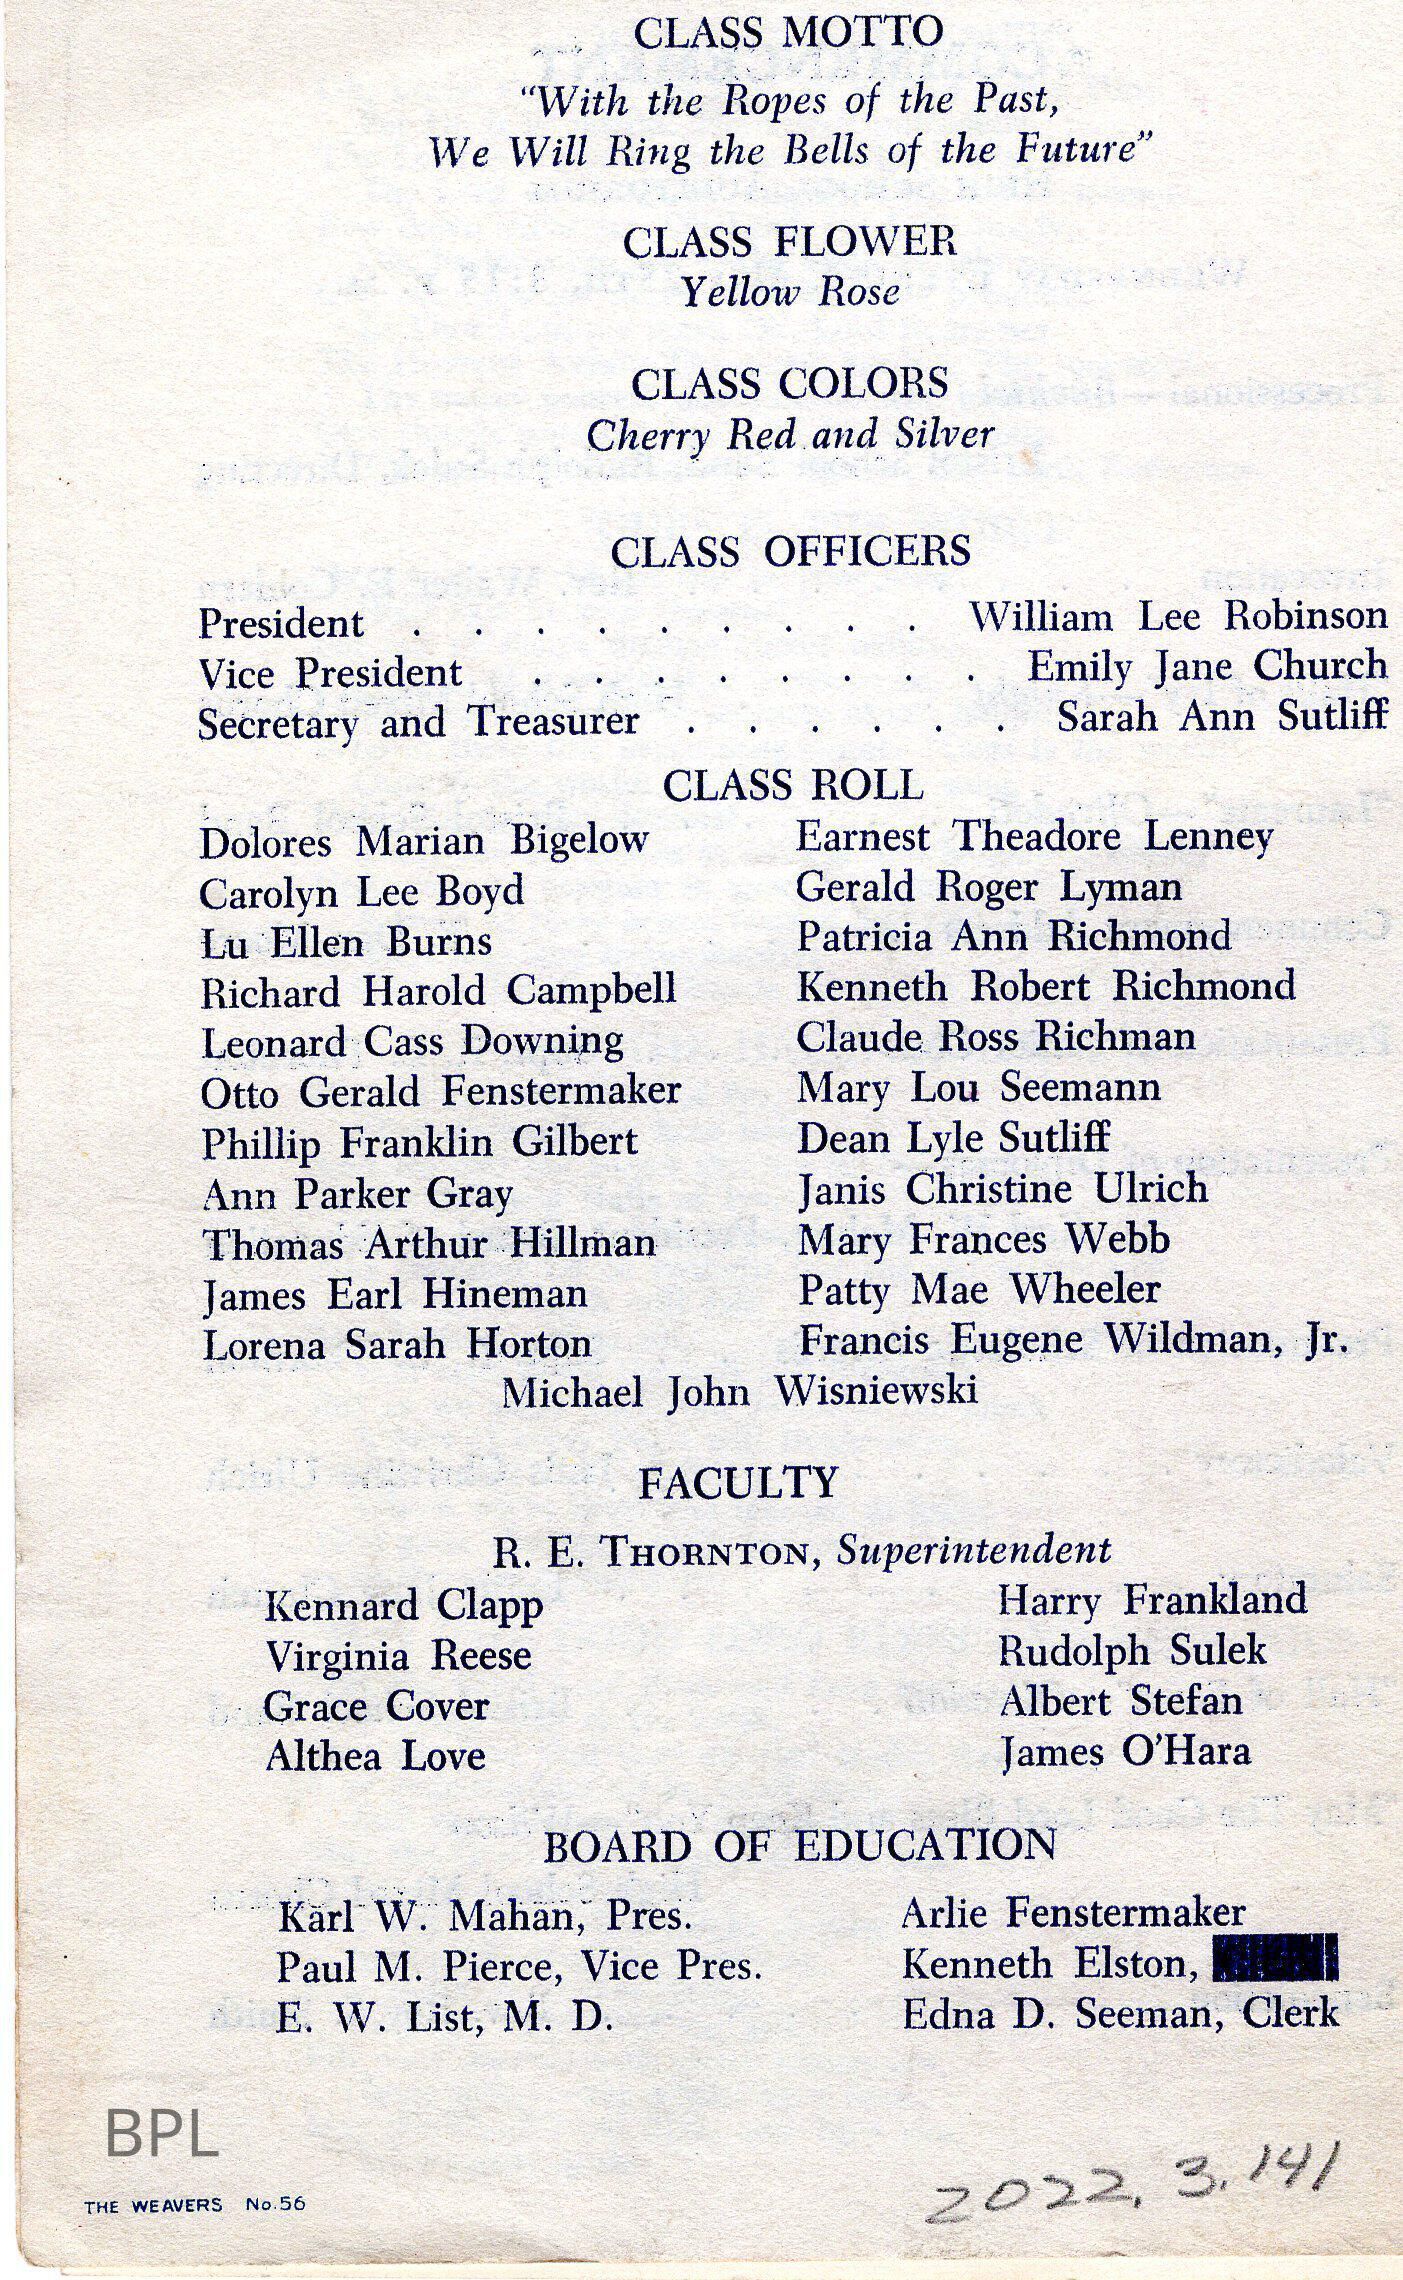 CLASS MOTTO
"With the Ropes of the Past,
We Will Ring the Bells of the Future"
CLASS FLOWER
Yellow Rose
CLASS COLORS
Cherry Red and Silver
CLASS OFFICERS
President . . . . . . . . . William Lee Robinson
Vice President . . . . . . . . Emily Jane Church
Secretary and Treasurer . . . . . . Sarah Ann Sutliff
CLASS ROLL
Dolores Marian Bigelow
Carolyn Lee Boyd
Lu Ellen Burns
Richard Harold Campbell
Leonard Cass Downing
Otto Gerald Fenstermaker
Phillip Franklin Gilbert
Ann Parker Gray
Thomas Arthur Hillman
James Earl Hineman
Lorena Sarah Horton
Earnest Theadore Lenney
Gerald Roger Lyman
Patricia Ann Richmond
Kenneth Robert Richmond
Claude Ross Richman
Mary Lou Seemann
Dean Lyle Sutliff
Janis Christine Ulrich
Mary Frances Webb
Patty Mae Wheeler
Francis Eugene Wildman, Jr.
Michael John Wisniewski
FACULTY
R. E. THORNTON, Superintendent
Kennard Clapp
Virginia Reese
Grace Cover
Althea Love
Harry Frankland
Rudolph Sulek
Albert Stefan
James O'Hara
BOARD OF EDUCATION
Karl W. Mahan, Pres.
Paul M. Pierce, Vice Pres.
E. W. List, M. D.
Arlie Fenstermaker
Kenneth Elston,
Edna D. Seeman, Clerk
BPL
THE WEAVERS No.56
2022.3.141